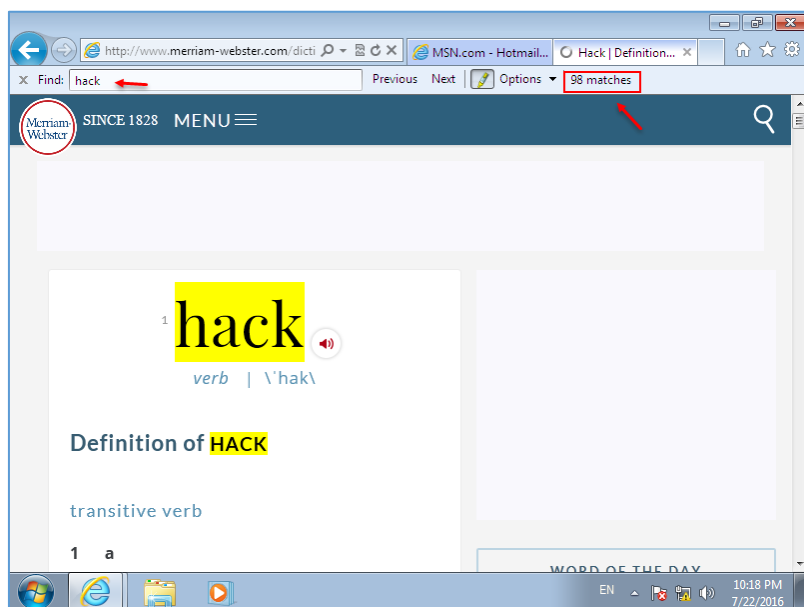 http://www.merriam-webster.com/dicti
MSN.com - Hotmail...
Hack | Definition...
X Find: hack Previous Next Options 98 matches
Merriam-
Webster
SINCE 1828 MENU
1 hack
verb | \ˈhak\
Definition of HACK
transitive verb
1 a
WORD OF THE DAY
EN
10:18 PM
7/22/2016